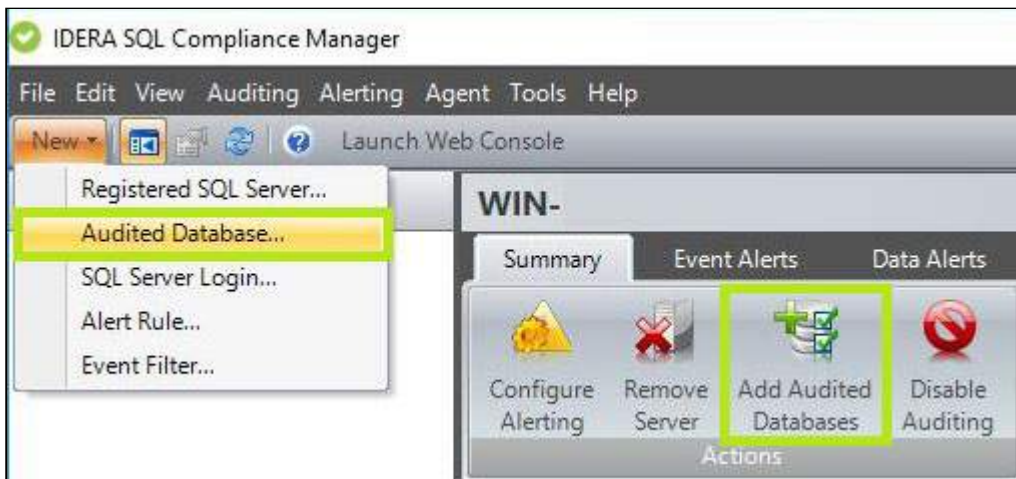 IDERA SQL Compliance Manager
File Edit View Auditing Alerting Agent Tools Help
New Launch Web Console
Registered SQL Server...
Audited Database...
SQL Server Login...
Alert Rule...
Event Filter...
WIN-
Summary Event Alerts Data Alerts
Configure Alerting
Remove Server
Add Audited Databases
Disable Auditing
Actions